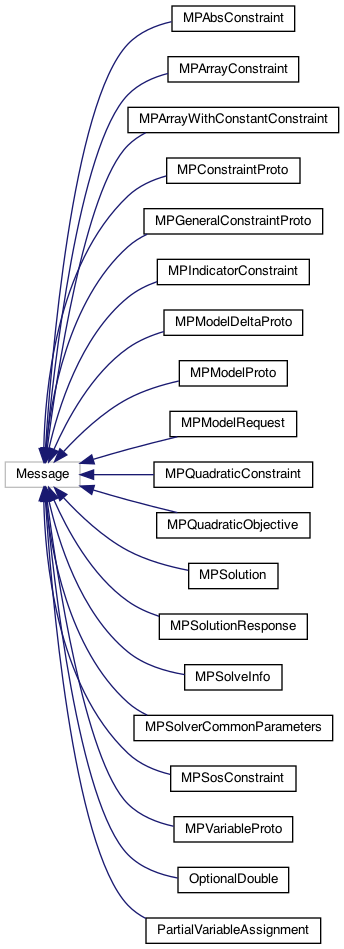 MPAbsConstraint
MPArrayConstraint
MPArrayWithConstantConstraint
MPConstraintProto
MPGeneralConstraintProto
MPIndicatorConstraint
MPModelDeltaProto
MPModelProto
MPModelRequest
Message
MPQuadraticConstraint
MPQuadraticObjective
MPSolution
MPSolutionResponse
MPSolveInfo
MPSolverCommonParameters
MPSosConstraint
MPVariableProto
OptionalDouble
PartialVariableAssignment